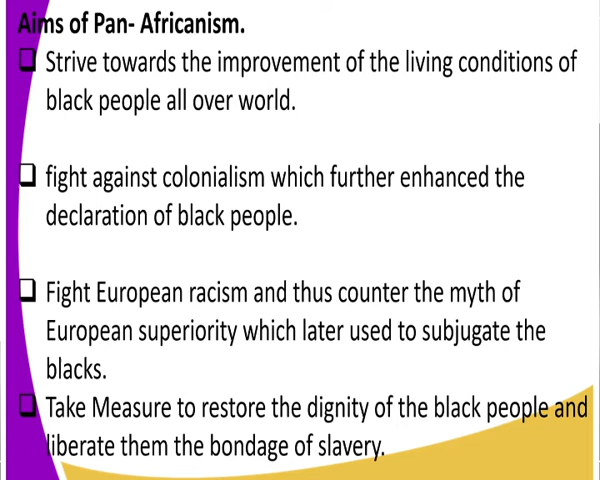 Aims of Pan- Africanism.
❑ Strive towards the improvement of the living conditions of
black people all over world.
❑ fight against colonialism which further enhanced the
declaration of black people.
❑ Fight European racism and thus counter the myth of
European superiority which later used to subjugate the
blacks.
❑ Take Measure to restore the dignity of the black people and
liberate them the bondage of slavery.